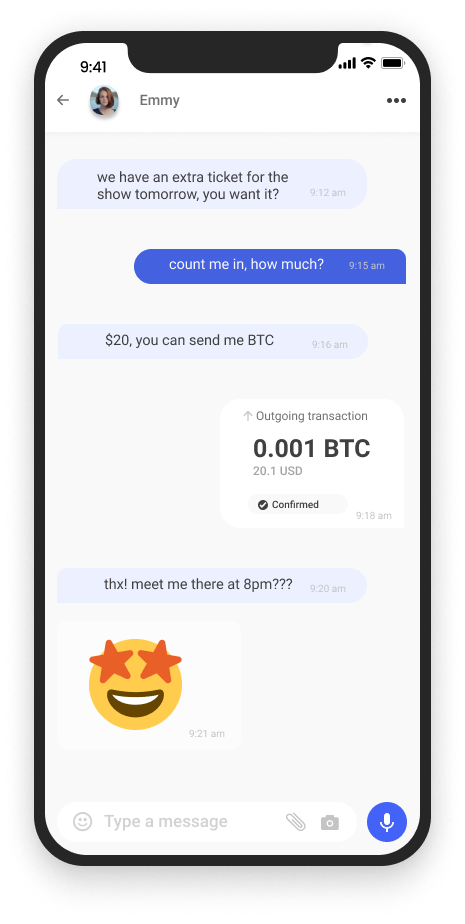 9:41
Emmy
we have an extra ticket for the
show tomorrow, you want it?
9:12 am
count me in, how much?
9:15 am
$20, you can send me BTC
9:16 am
Outgoing transaction
0.001 BTC
20.1 USD
Confirmed
9:18 am
thx! meet me there at 8pm???
9:20 am
9:21 am
Type a message